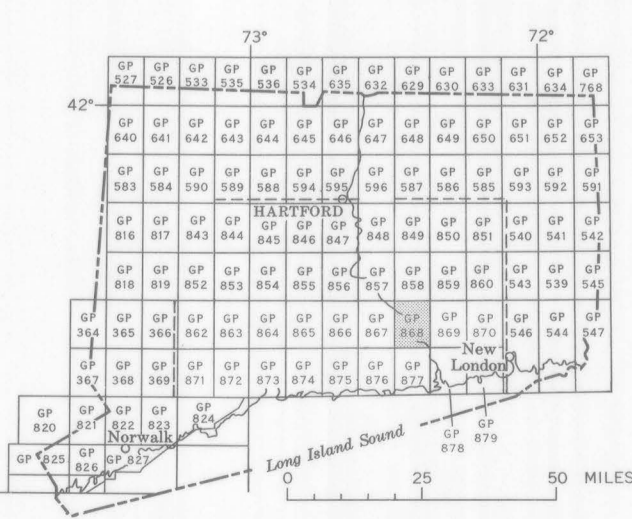 73° 72°
GP 527 GP 526 GP 533 GP 535 GP 536 GP 534 GP 635 GP 632 GP 629 GP 630 GP 633 GP 631 GP 634 GP 768
42°
GP 640 GP 641 GP 642 GP 643 GP 644 GP 645 GP 646 GP 647 GP 648 GP 649 GP 650 GP 651 GP 652 GP 653
GP 583 GP 584 GP 590 GP 589 GP 588 GP 594 GP 595 GP 596 GP 587 GP 586 GP 585 GP 593 GP 592 GP 591
HARTFORD
GP 816 GP 817 GP 843 GP 844 GP 845 GP 846 GP 847 GP 848 GP 849 GP 850 GP 851 GP 540 GP 541 GP 542
GP 818 GP 819 GP 852 GP 853 GP 854 GP 855 GP 856 GP 857 GP 858 GP 859 GP 860 GP 543 GP 539 GP 545
GP 364 GP 365 GP 366 GP 862 GP 863 GP 864 GP 865 GP 866 GP 867 GP 868 GP 869 GP 870 GP 546 GP 544 GP 547
New London
GP 367 GP 368 GP 369 GP 871 GP 872 GP 873 GP 874 GP 875 GP 876 GP 877
GP 820 GP 821 GP 822 GP 823 GP 824
GP 878 GP 879
Norwalk
GP 825 GP 826 GP 827
Long Island Sound
0 25 50 MILES